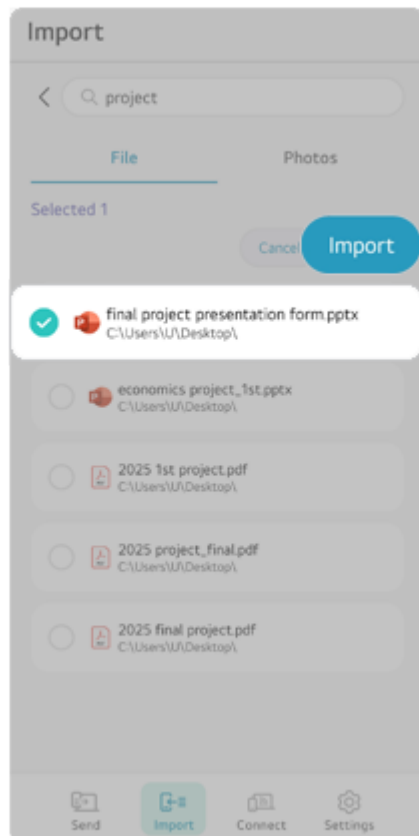 Import
project
File Photos
Selected 1
Cancel Import
final project presentation form.pptx
C:\Users\U\Desktop\
economics project_1st.pptx
C:\Users\U\Desktop\
2025 1st project.pdf
C:\Users\U\Desktop\
2025 project_final.pdf
C:\Users\U\Desktop\
2025 final project.pdf
C:\Users\U\Desktop\
Send Import Connect Settings